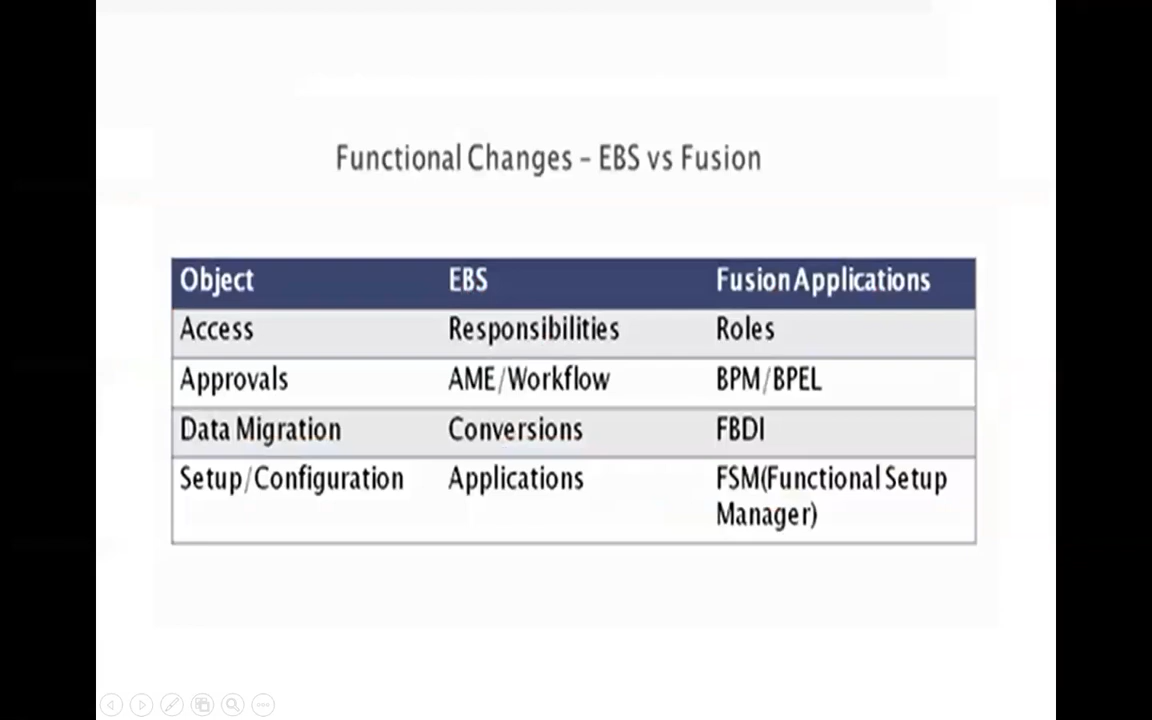 Functional Changes - EBS vs Fusion
Object EBS Fusion Applications
Access Responsibilities Roles
Approvals AME/Workflow BPM/BPEL
Data Migration Conversions FBDI
Setup/Configuration Applications FSM(Functional Setup
Manager)